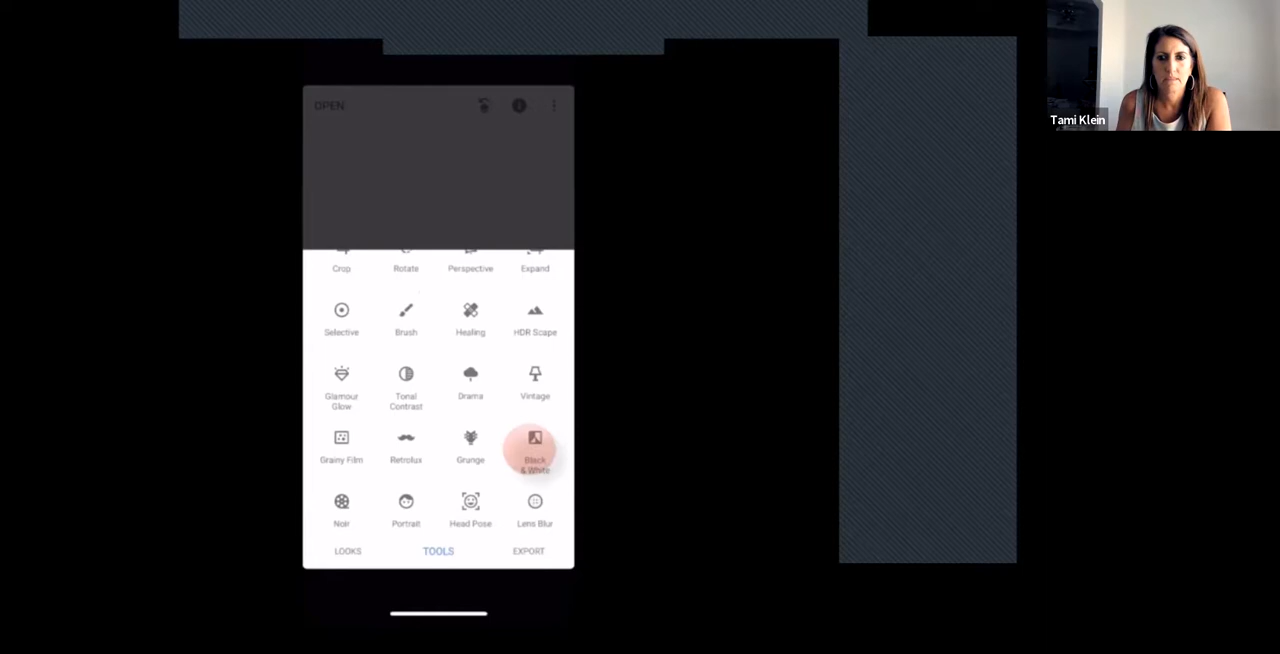 Tami Klein
OPEN
Crop Rotate Perspective Expand
Selective Brush Healing HDR Scape
Glamour Tonal Drama Vintage
Glow Contrast
Grainy Film Retrolux Grunge Black
& White
Noir Portrait Head Pose Lens Blur
LOOKS TOOLS EXPORT